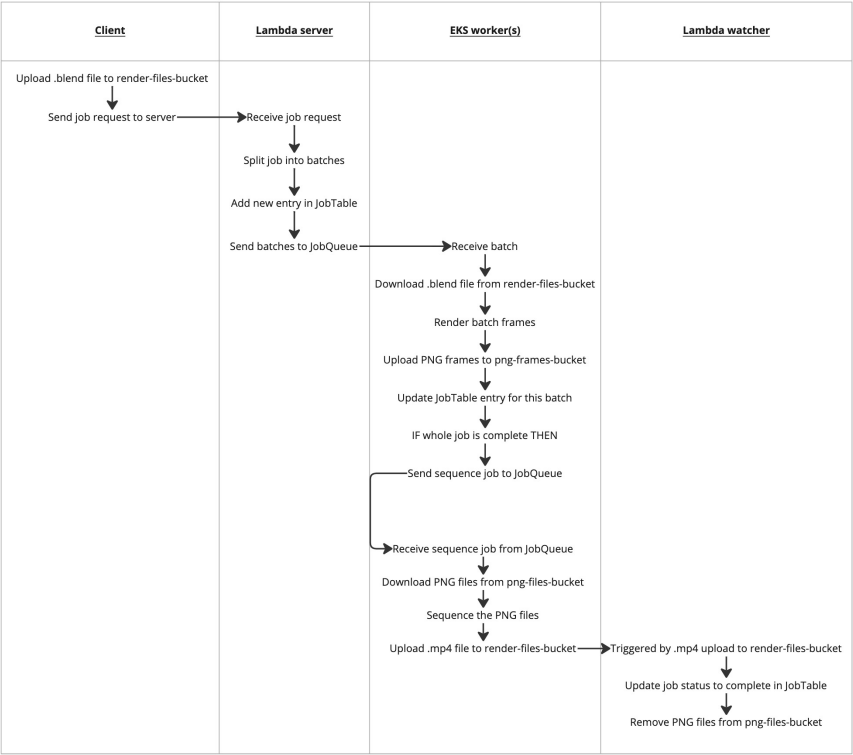 Client
Lambda server
EKS worker(s)
Lambda watcher
Upload .blend file to render-files-bucket
Send job request to server
Receive job request
Split job into batches
Add new entry in JobTable
Send batches to JobQueue
Receive batch
Download .blend file from render-files-bucket
Render batch frames
Upload PNG frames to png-frames-bucket
Update JobTable entry for this batch
IF whole job is complete THEN
Send sequence job to JobQueue
Receive sequence job from JobQueue
Download PNG files from png-files-bucket
Sequence the PNG files
Upload .mp4 file to render-files-bucket
Triggered by .mp4 upload to render-files-bucket
Update job status to complete in JobTable
Remove PNG files from png-files-bucket